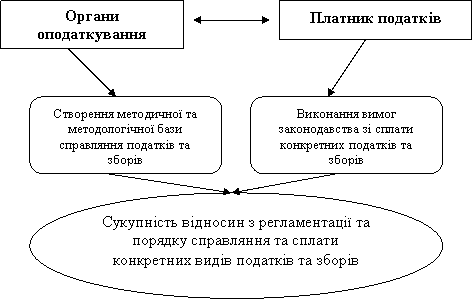 Органи
оподаткування
Платник податків
Створення методичної та
методологічної бази
справляння податків та
зборів
Виконання вимог
законодавства зі сплати
конкретних податків та
зборів
Сукупність відносин з регламентації та
порядку справляння та сплати
конкретних видів податків та зборів